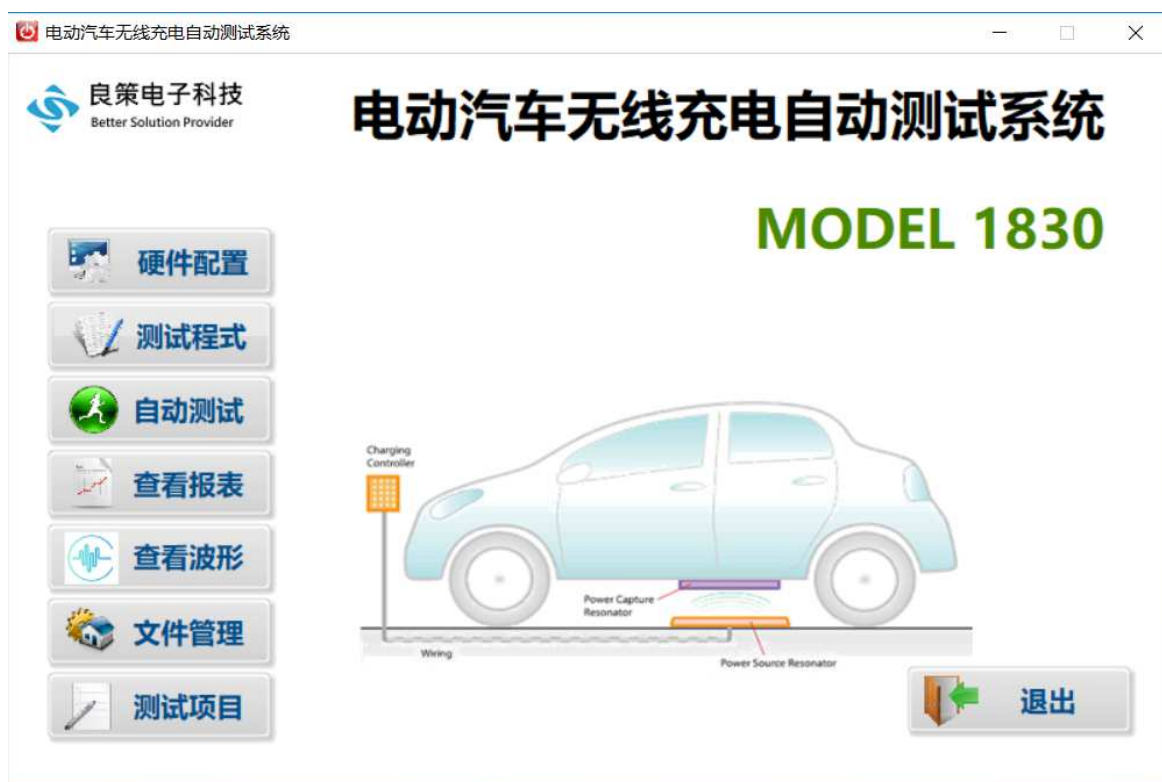 电动汽车无线充电自动测试系统
良策电子科技
Better Solution Provider
电动汽车无线充电自动测试系统
MODEL 1830
硬件配置
测试程式
自动测试
查看报表
查看波形
文件管理
测试项目
Charging
Controller
Power Capture
Resonator
Wiring
Power Source Resonator
退出